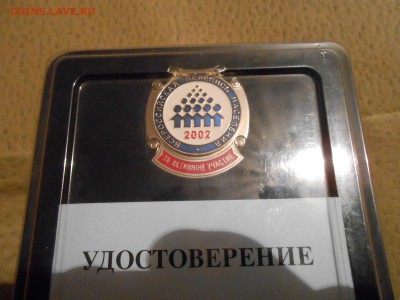 COINS.LAVE.RU
ВСЕРОССИЙСКАЯ ПЕРЕПИСЬ НАСЕЛЕНИЯ
2002
ЗА АКТИВНОЕ УЧАСТИЕ
УДОСТОВЕРЕНИЕ